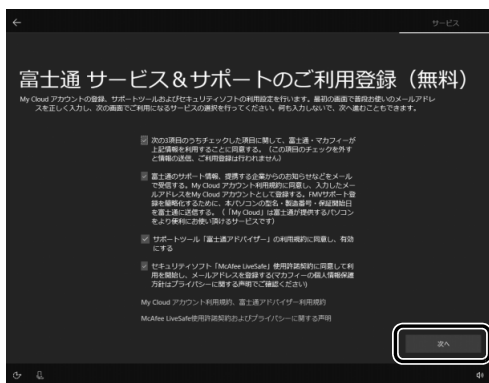 サービス
富士通 サービス＆サポートのご利用登録（無料）
My Cloud アカウントの登録、サポートツールおよびセキュリティソフトの利用設定を行います。最初の画面で普段お使いのメールアドレ
スを正しく入力し、次の画面でご利用になるサービスの選択を行ってください。何も入力しないで、次へ進むこともできます。
次の3項目のうちチェックした項目に関して、富士通・マカフィーが
上記情報を利用することに同意する。（この項目のチェックを外す
と情報の送信、ご利用登録は行われません）
富士通のサポート情報、提携する企業からのお知らせなどをメール
で受信する。My Cloud アカウント利用規約に同意し、入力したメー
ルアドレスをMy Cloud アカウントとして登録する。FMVサポート登
録を簡略化するために、本パソコンの型名・製造番号・保証開始日
を富士通に送信する。（「My Cloud」は富士通が提供するパソコン
をより便利にお使い頂けるサービスです）
サポートツール「富士通アドバイザー」の利用規約に同意し、有効
にする
セキュリティソフト「McAfee LiveSafe」使用許諾契約に同意して利
用を開始し、メールアドレスを登録する(マカフィーの個人情報保護
方針はプライバシーに関する声明でご確認ください)
My Cloud アカウント利用規約、富士通アドバイザー利用規約
McAfee LiveSafe使用許諾契約およびプライバシーに関する声明
次へ